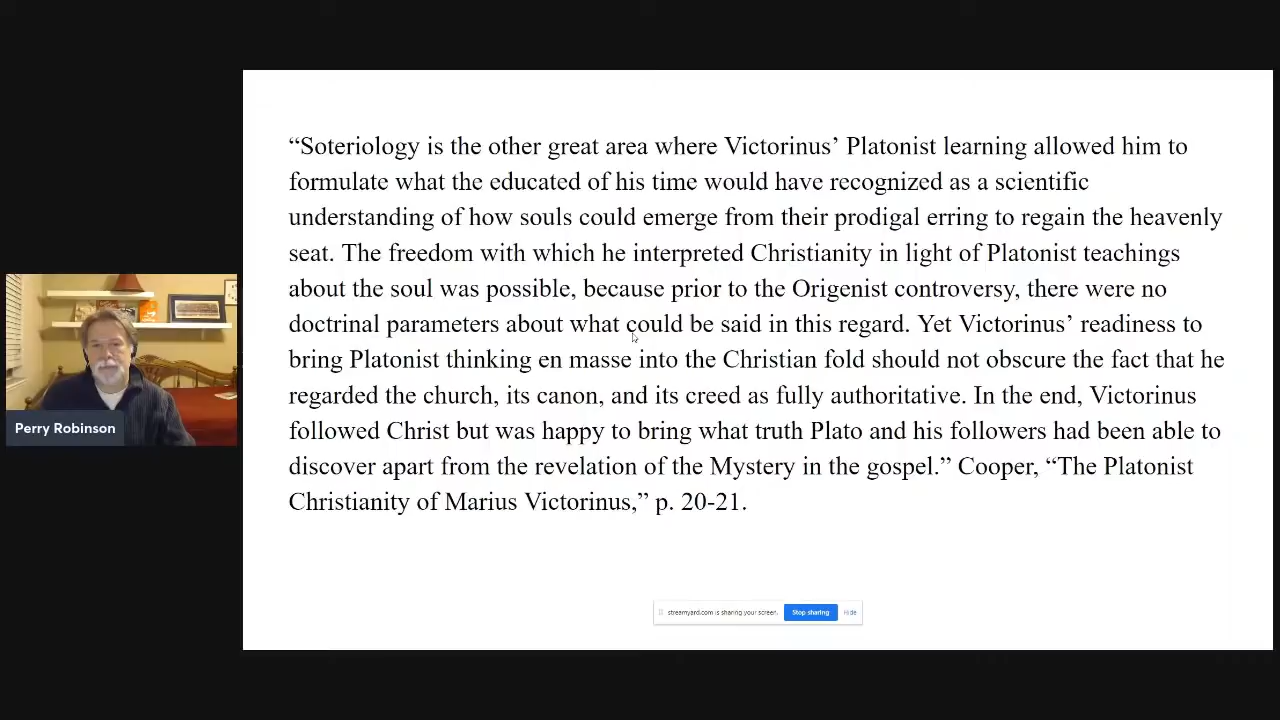 “Soteriology is the other great area where Victorinus’ Platonist learning allowed him to
formulate what the educated of his time would have recognized as a scientific
understanding of how souls could emerge from their prodigal erring to regain the heavenly
seat. The freedom with which he interpreted Christianity in light of Platonist teachings
about the soul was possible, because prior to the Origenist controversy, there were no
doctrinal parameters about what could be said in this regard. Yet Victorinus’ readiness to
bring Platonist thinking en masse into the Christian fold should not obscure the fact that he
regarded the church, its canon, and its creed as fully authoritative. In the end, Victorinus
followed Christ but was happy to bring what truth Plato and his followers had been able to
discover apart from the revelation of the Mystery in the gospel.” Cooper, “The Platonist
Christianity of Marius Victorinus,” p. 20-21.
Perry Robinson
streamyard.com is sharing your screen.
Stop sharing
Hide